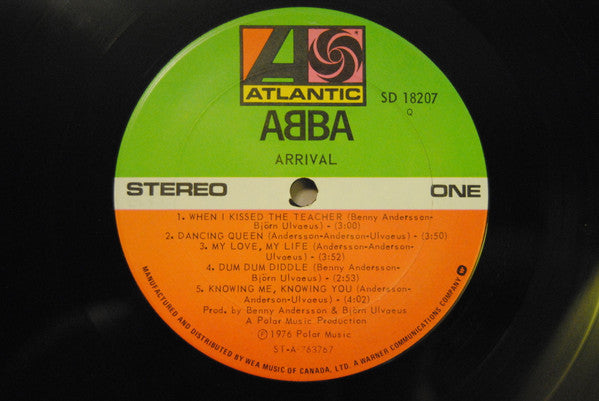 ATLANTIC
SD 18207
Q
ABBA
ARRIVAL
STEREO
ONE
1. WHEN I KISSED THE TEACHER (Benny Andersson-
Björn Ulvaeus) - (3:00)
2. DANCING QUEEN (Andersson-Anderson-Ulvaeus) - (3:50)
3. MY LOVE, MY LIFE (Andersson-Anderson-
Ulvaeus) - (3:52)
4. DUM DUM DIDDLE (Benny Andersson-
Björn Ulvaeus) - (2:53)
5. KNOWING ME, KNOWING YOU (Andersson-
Anderson-Ulvaeus) - (4:02)
Prod. by Benny Andersson & Björn Ulvaeus
A Polar Music Production
Ⓟ 1976 Polar Music
ST-A-763767
MANUFACTURED AND DISTRIBUTED BY WEA MUSIC OF CANADA, LTD. A WARNER COMMUNICATIONS COMPANY